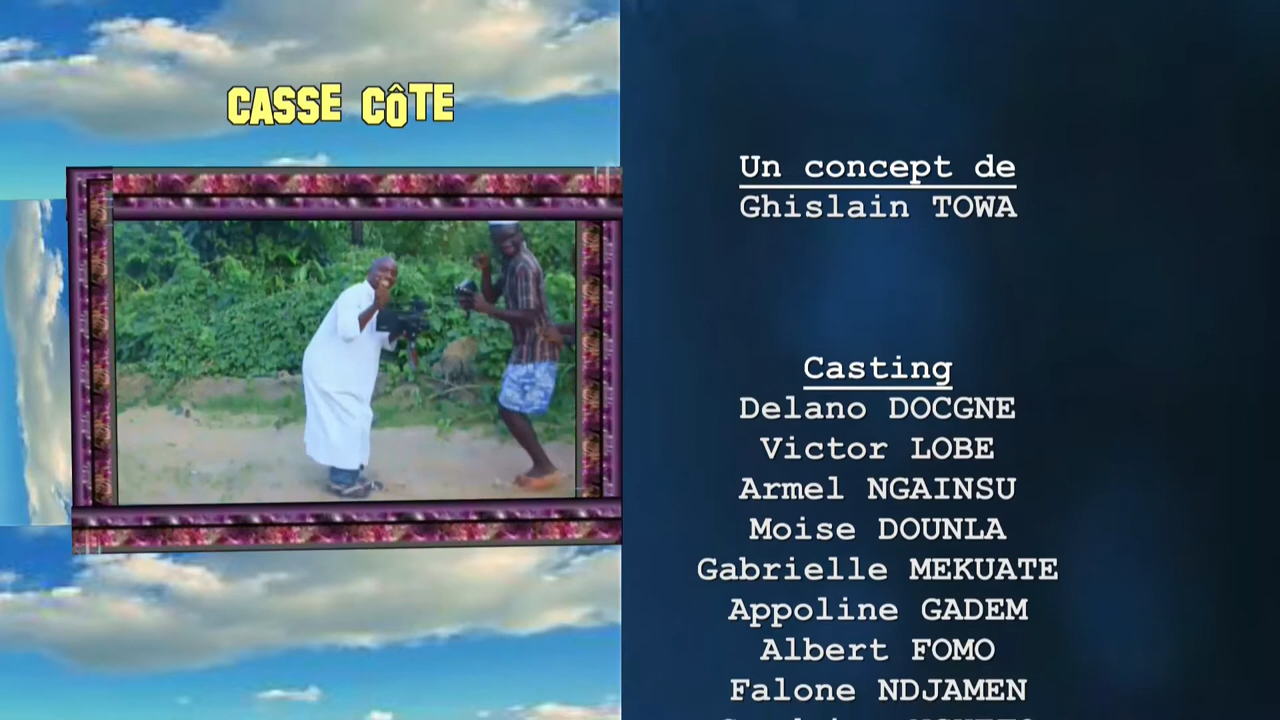 CASSE CÔTE
Un concept de
Ghislain TOWA
Casting
Delano DOCGNE
Victor LOBE
Armel NGAINSU
Moise DOUNLA
Gabrielle MEKUATE
Appoline GADEM
Albert FOMO
Falone NDJAMEN